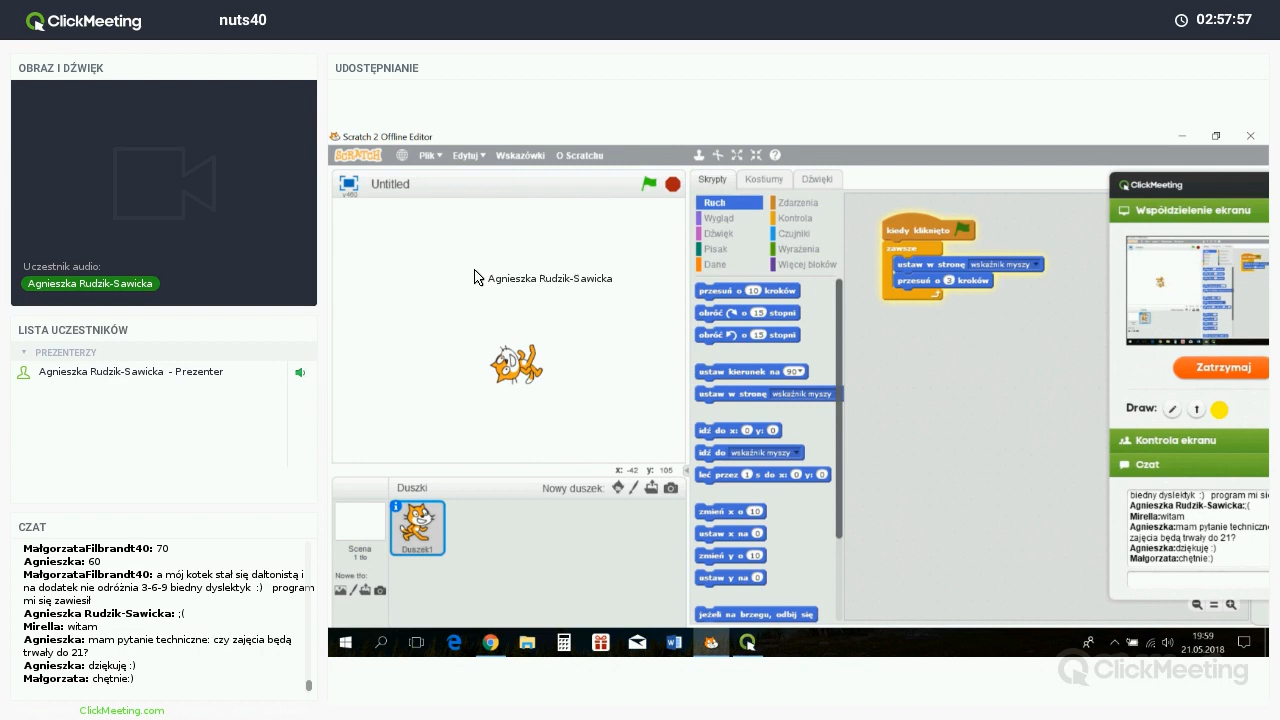 ClickMeeting
nuts40
02:57:57
OBRAZ I DŹWIĘK
Uczestnik audio:
Agnieszka Rudzik-Sawicka
LISTA UCZESTNIKÓW
PREZENTERZY
Agnieszka Rudzik-Sawicka - Prezenter
CZAT
MałgorzataFilbrandt40: 70
Agnieszka: 60
MałgorzataFilbrandt40: a mój kotek stał się daltonistą i
na dodatek nie odróżnia 3-6-9 biedny dyslektyk :) program
mi się zawiesił
Agnieszka Rudzik-Sawicka: ;(
Mirella: witam
Agnieszka: mam pytanie techniczne: czy zajęcia będą
trwały do 21?
Agnieszka: dziękuję :)
Małgorzata: chętnie:)
ClickMeeting.com
UDOSTĘPNIANIE
Scratch 2 Offline Editor
SCRATCH
Plik Edytuj Wskazówki O Scratchu
v460
Untitled
Agnieszka Rudzik-Sawicka
x: -42 y: 105
Duszki
Nowy duszek:
Scena
1 tło
Nowe tło:
Duszek1
Skrypty Kostiumy Dźwięki
Ruch
Wygląd
Dźwięk
Pisak
Dane
Zdarzenia
Kontrola
Czujniki
Wyrażenia
Więcej bloków
przesuń o 10 kroków
obróć o 15 stopni
obróć o 15 stopni
ustaw kierunek na 90
ustaw w stronę wskaźnik myszy
idź do x: 0 y: 0
idź do wskaźnik myszy
leć przez 1 s do x: 0 y: 0
zmień x o 10
ustaw x na 0
zmień y o 10
ustaw y na 0
jeżeli na brzegu, odbij się
kiedy kliknięto
zawsze
ustaw w stronę wskaźnik myszy
przesuń o 3 kroków
ClickMeeting
Współdzielenie ekranu
Zatrzymaj
Draw:
Kontrola ekranu
Czat
biedny dyslektyk :) program mi się
Agnieszka Rudzik-Sawicka:;(
Mirella:witam
Agnieszka:mam pytanie techniczne
zajęcia będą trwały do 21?
Agnieszka:dziękuję :)
Małgorzata:chętnie:)
19:59
21.05.2018
ClickMeeting